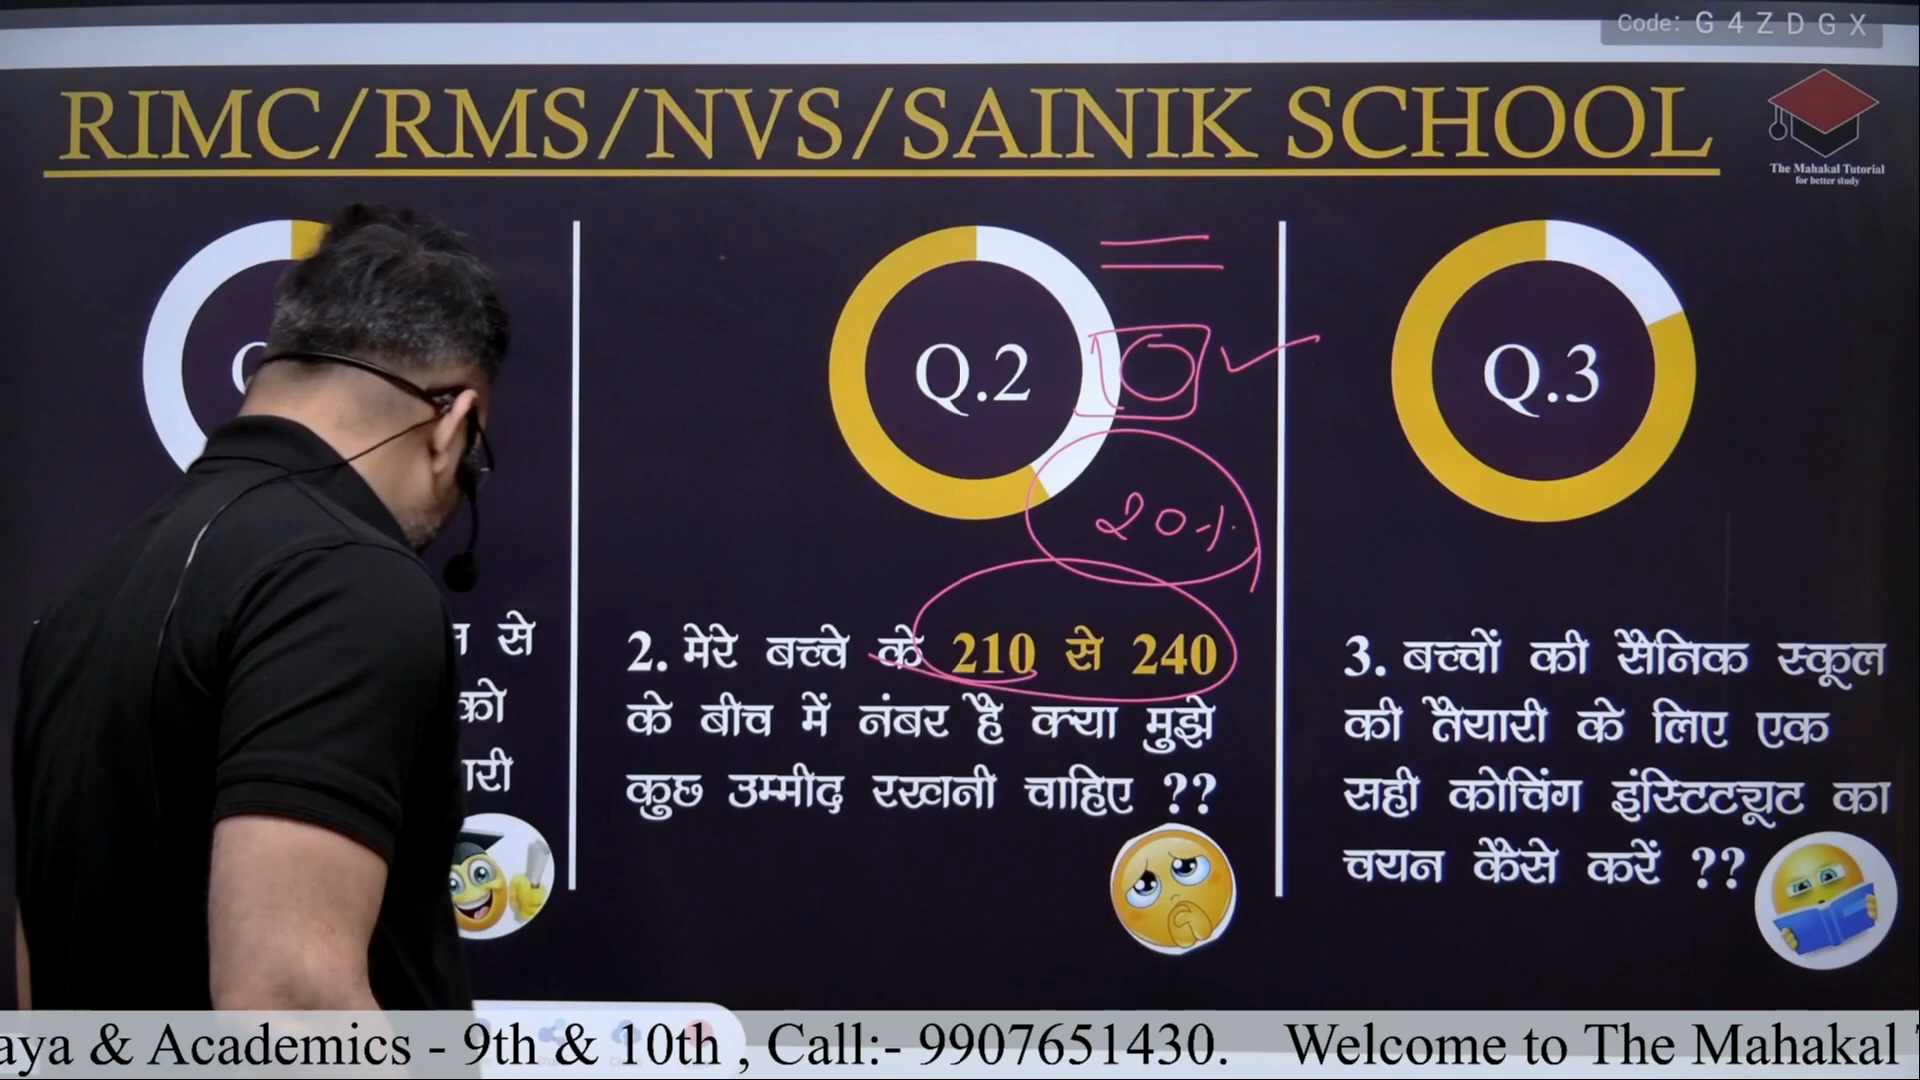 Code: G 4 Z D G X
RIMC/RMS/NVS/SAINIK SCHOOL
The Mahakal Tutorial
for better study
Q.2
20%
2. मेरे बच्चे के 210 से 240
के बीच में नंबर है क्या मुझे
कुछ उम्मीद रखनी चाहिए ??
Q.3
3. बच्चों की सैनिक स्कूल
की तैयारी के लिए एक
सही कोचिंग इंस्टिट्यूट का
चयन कैसे करें ??
से
को
& Academics - 9th & 10th , Call:- 9907651430. Welcome to The Mahakal